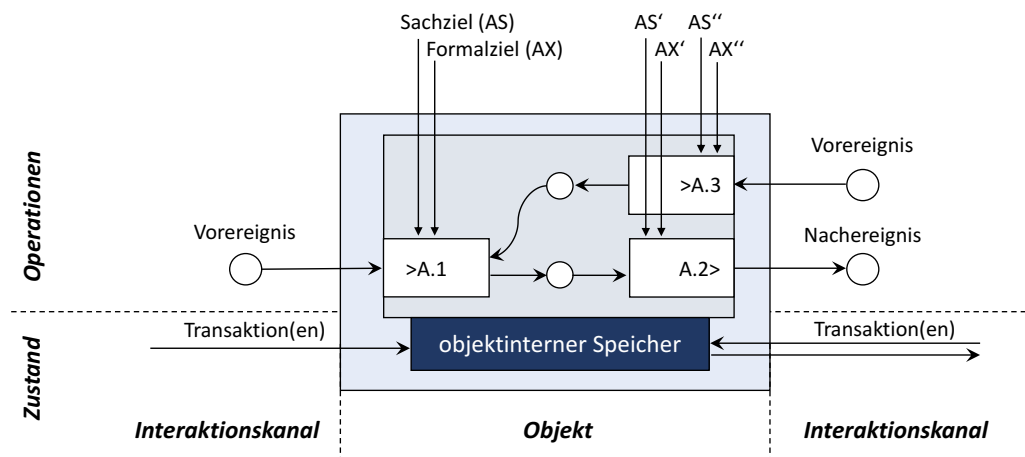 Sachziel (AS)
Formalziel (AX)
AS‘
AX‘
AS‘‘
AX‘‘
Operationen
Vorereignis
>A.3
Vorereignis
>A.1
A.2>
Nachereignis
Zustand
Transaktion(en)
objektinterner Speicher
Transaktion(en)
Interaktionskanal
Objekt
Interaktionskanal